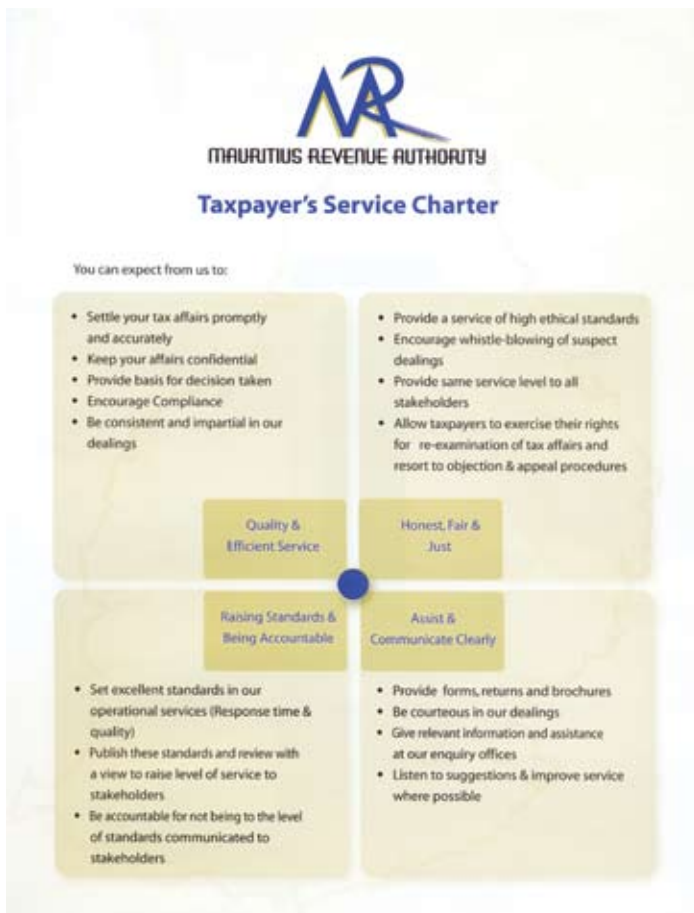 MAR
MAURITIUS REVENUE AUTHORITY
Taxpayer's Service Charter
You can expect from us to:
• Settle your tax affairs promptly
and accurately
• Keep your affairs confidential
• Provide basis for decision taken
• Encourage Compliance
• Be consistent and impartial in our
dealings
Quality &
Efficient Service
• Provide a service of high ethical standards
• Encourage whistle-blowing of suspect
dealings
• Provide same service level to all
stakeholders
• Allow taxpayers to exercise their rights
for re-examination of tax affairs and
resort to objection & appeal procedures
Honest, Fair &
Just
Raising Standards &
Being Accountable
• Set excellent standards in our
operational services (Response time &
quality)
• Publish these standards and review with
a view to raise level of service to
stakeholders
• Be accountable for not being to the level
of standards communicated to
stakeholders
Assist &
Communicate Clearly
• Provide forms, returns and brochures
• Be courteous in our dealings
• Give relevant information and assistance
at our enquiry offices
• Listen to suggestions & improve service
where possible